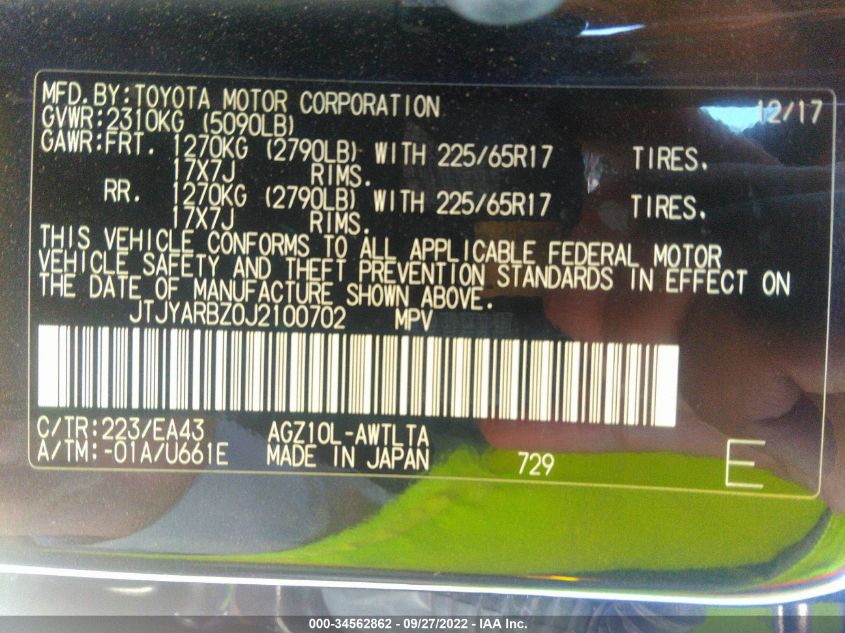 MFD.BY:TOYOTA MOTOR CORPORATION 12/17
GVWR:2310KG (5090LB)
GAWR:FRT. 1270KG (2790LB) WITH 225/65R17 TIRES.
17X7J RIMS.
RR. 1270KG (2790LB) WITH 225/65R17 TIRES.
17X7J RIMS.
THIS VEHICLE CONFORMS TO ALL APPLICABLE FEDERAL MOTOR
VEHICLE SAFETY AND THEFT PREVENTION STANDARDS IN EFFECT ON
THE DATE OF MANUFACTURE SHOWN ABOVE.
JTJYARBZ0J2100702 MPV
C/TR:223/EA43 AGZ10L-AWTLTA
A/TM:-01A/U661E MADE IN JAPAN 729 E
000-34562862 - 09/27/2022 - IAA Inc.